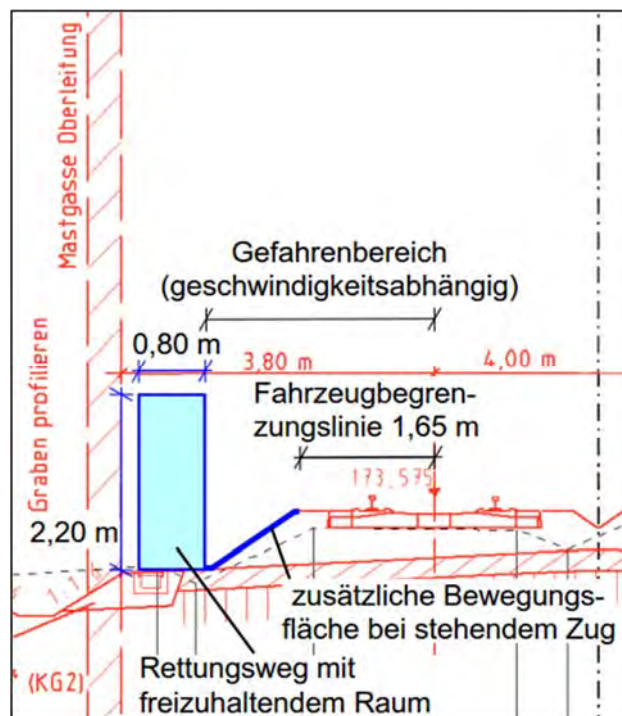 Mastgasse Oberleitung
Graben profilieren
Gefahrenbereich
(geschwindigkeitsabhängig)
0,80 m
3,80 m
4,00 m
Fahrzeugbegren-
zungslinie 1,65 m
173.575
2,20 m
zusätzliche Bewegungs-
fläche bei stehendem Zug
Rettungsweg mit
freizuhaltendem Raum
(KG2)